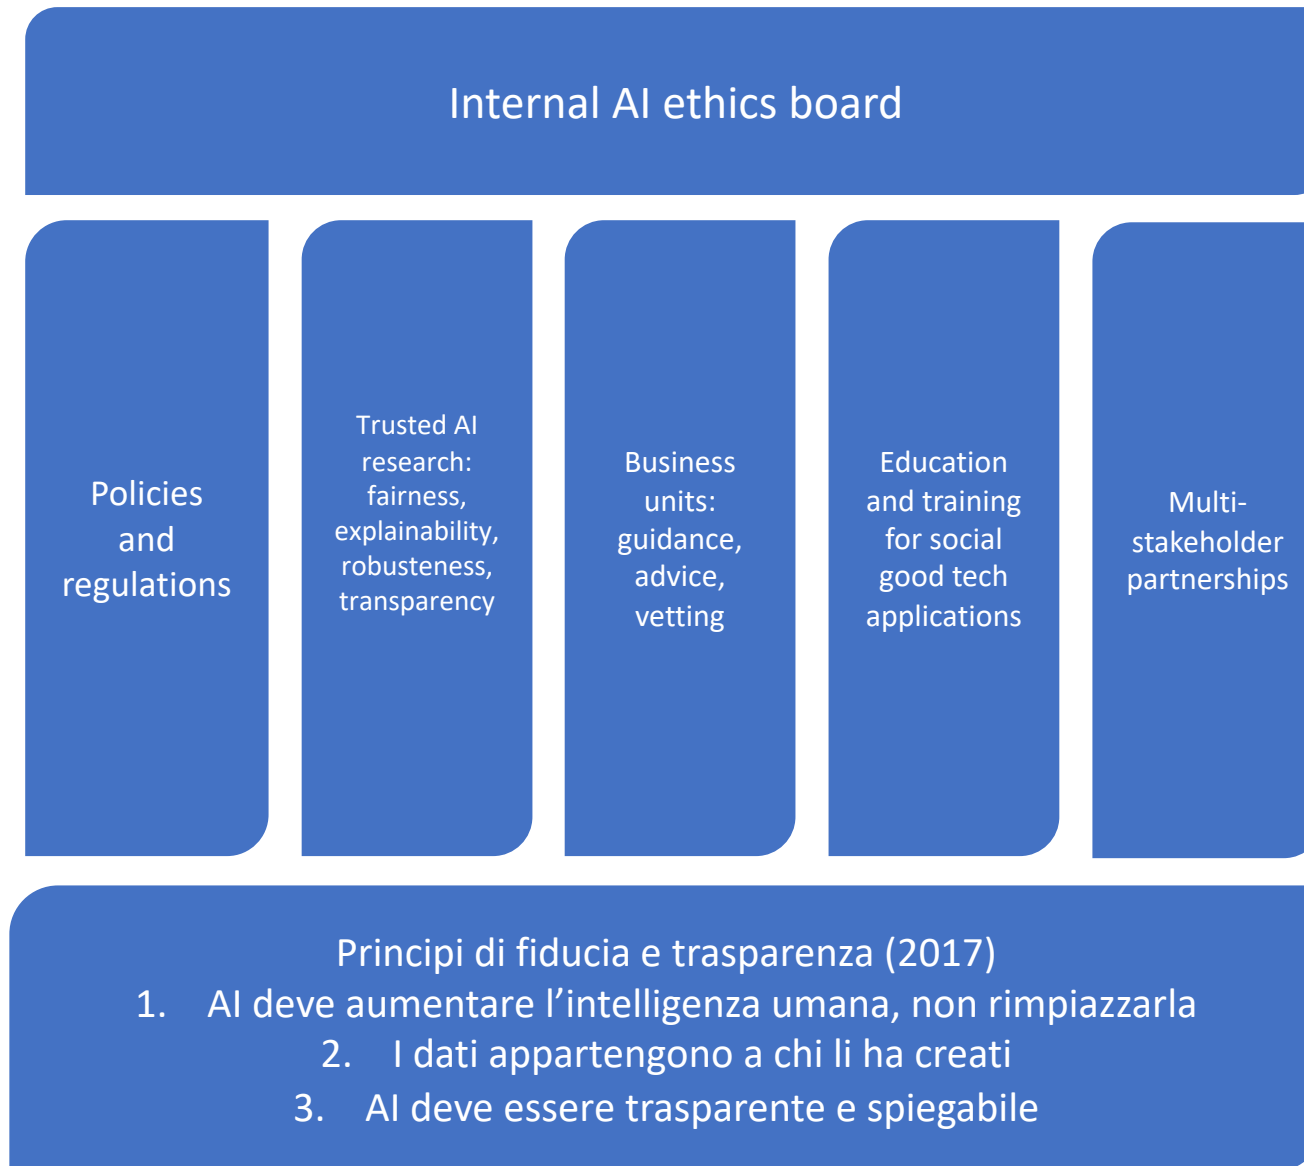 Internal AI ethics board
Policies
and
regulations
Trusted AI
research:
fairness,
explainability,
robusteness,
transparency
Business
units:
guidance,
advice,
vetting
Education
and training
for social
good tech
applications
Multi-
stakeholder
partnerships
Principi di fiducia e trasparenza (2017)
1. AI deve aumentare l’intelligenza umana, non rimpiazzarla
2. I dati appartengono a chi li ha creati
3. AI deve essere trasparente e spiegabile